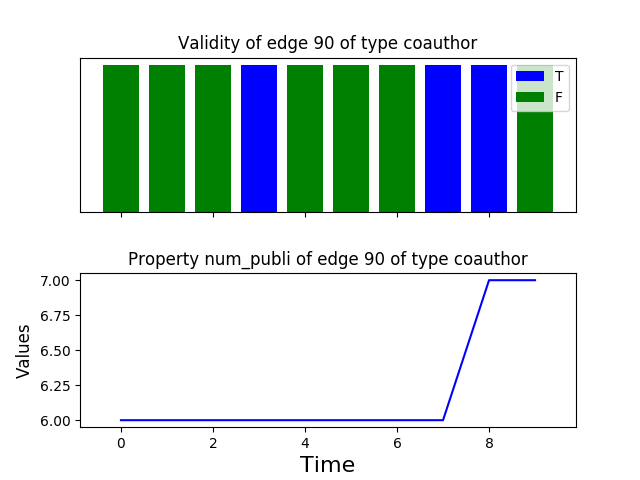 Validity of edge 90 of type coauthor
T
F
Property num_publi of edge 90 of type coauthor
7.00
6.75
6.50
6.25
6.00
Values
0 2 4 6 8
Time